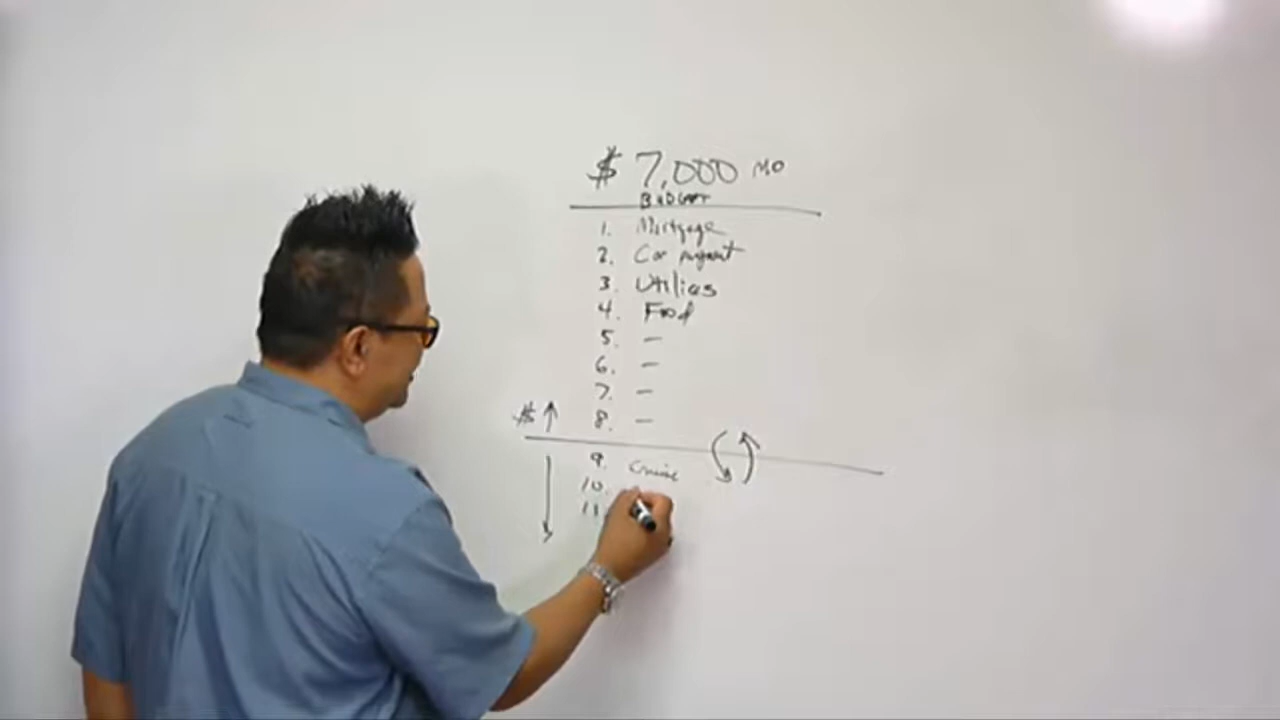 $ 7,000 MO
BUDGET
1. Mortgage
2. Car payment
3. Utilies
4. Food
5. –
6. –
7. –
$ ↑ 8. –
9. Cruise
10.
11.